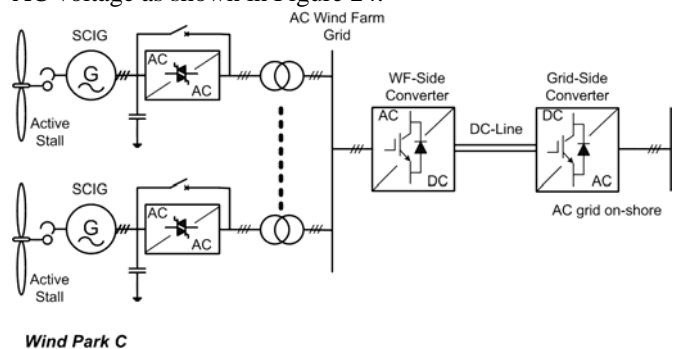 AC voltage as shown in Figure 24.
AC Wind Farm
Grid
SCIG
G
AC
AC
Active
Stall
WF-Side
Converter
AC
DC
DC-Line
Grid-Side
Converter
DC
AC
AC grid on-shore
SCIG
G
AC
AC
Active
Stall
Wind Park C